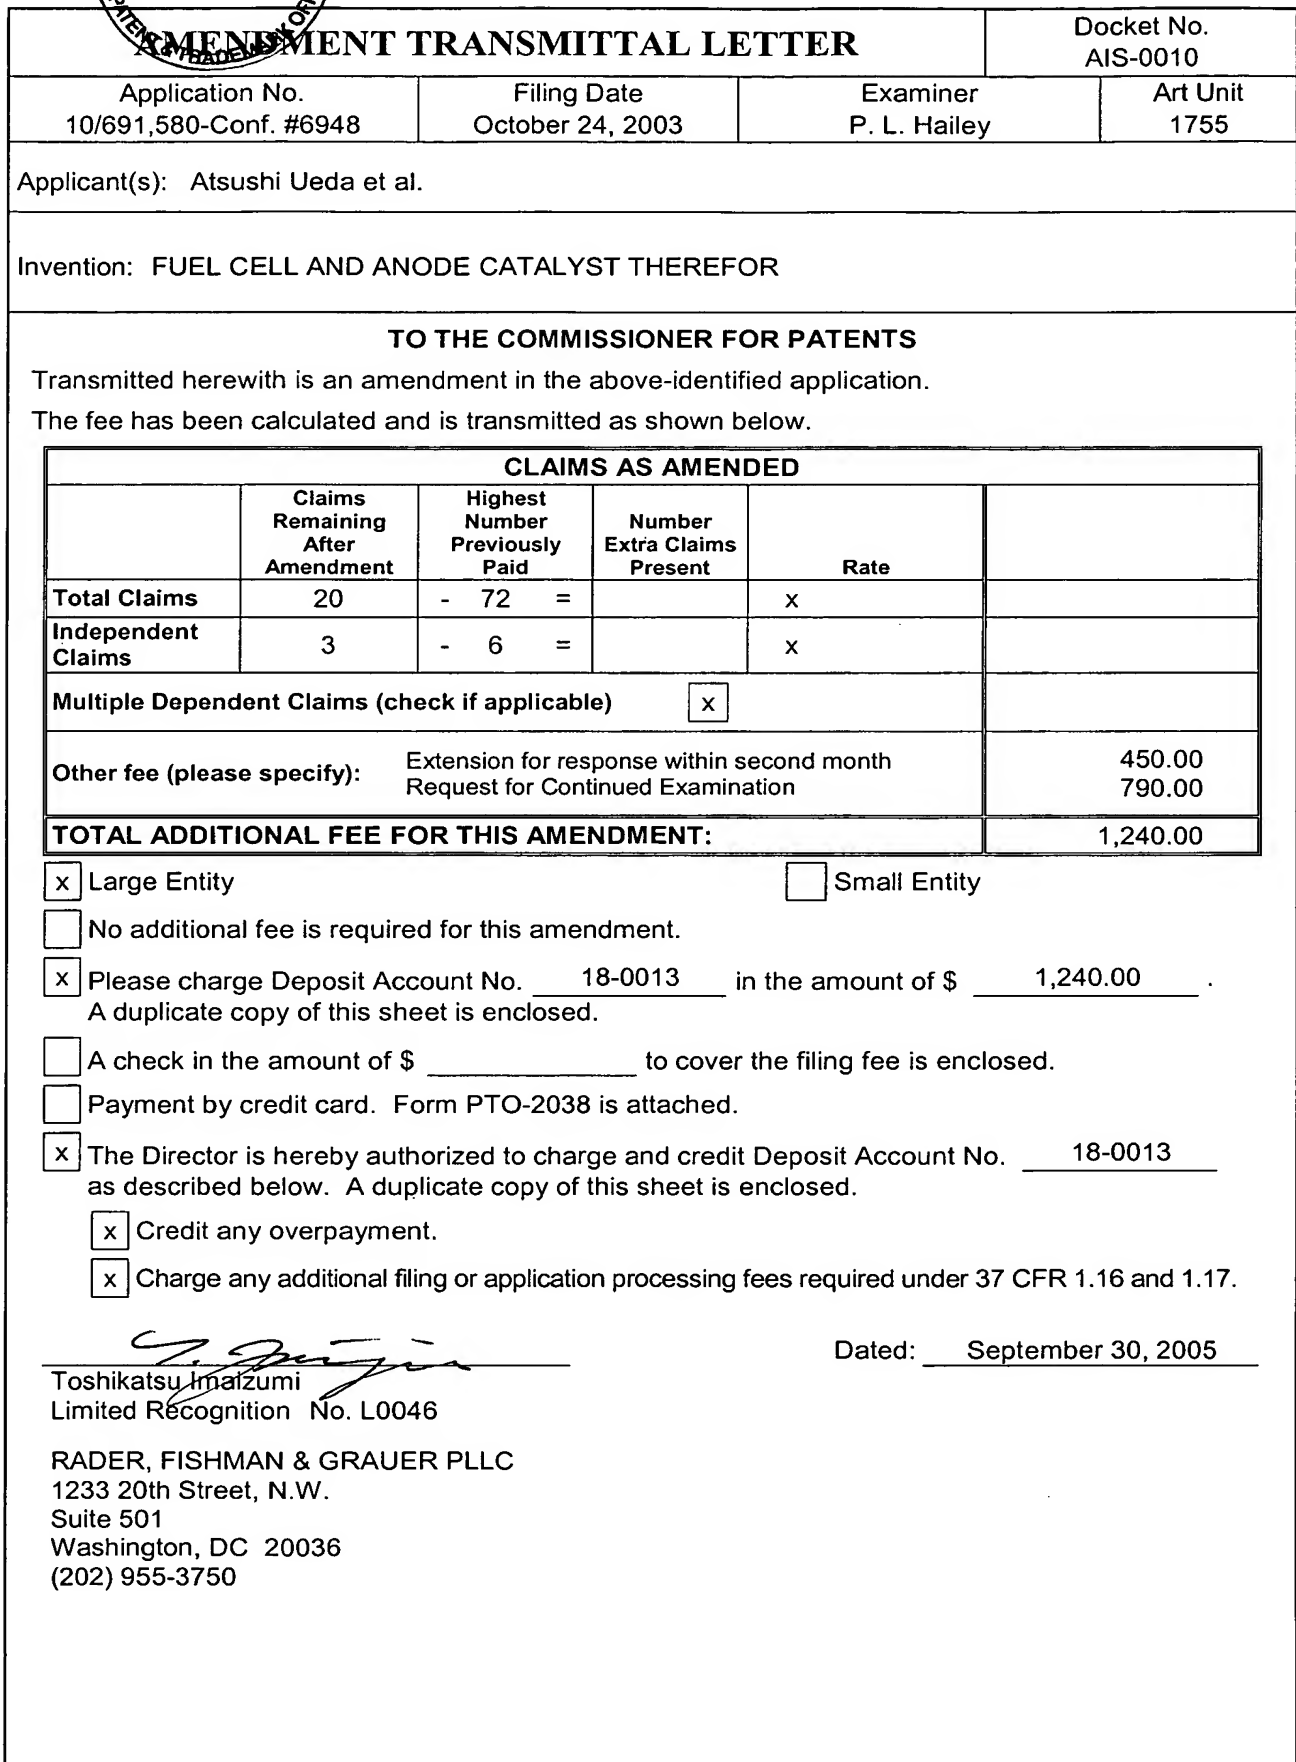 PATENT & TRADEMARK OF
AMENDMENT TRANSMITTAL LETTER
Docket No.
AIS-0010
Application No.
10/691,580-Conf. #6948
Filing Date
October 24, 2003
Examiner
P. L. Hailey
Art Unit
1755
Applicant(s): Atsushi Ueda et al.
Invention: FUEL CELL AND ANODE CATALYST THEREFOR
TO THE COMMISSIONER FOR PATENTS
Transmitted herewith is an amendment in the above-identified application.
The fee has been calculated and is transmitted as shown below.
CLAIMS AS AMENDED
Claims
Remaining
After
Amendment
Highest
Number
Previously
Paid
Number
Extra Claims
Present
Rate
Total Claims 20 - 72 = x
Independent
Claims 3 - 6 = x
Multiple Dependent Claims (check if applicable) x
Other fee (please specify): Extension for response within second month 450.00
Request for Continued Examination 790.00
TOTAL ADDITIONAL FEE FOR THIS AMENDMENT: 1,240.00
x Large Entity Small Entity
No additional fee is required for this amendment.
x Please charge Deposit Account No. 18-0013 in the amount of $ 1,240.00 .
A duplicate copy of this sheet is enclosed.
A check in the amount of $ to cover the filing fee is enclosed.
Payment by credit card. Form PTO-2038 is attached.
x The Director is hereby authorized to charge and credit Deposit Account No. 18-0013
as described below. A duplicate copy of this sheet is enclosed.
x Credit any overpayment.
x Charge any additional filing or application processing fees required under 37 CFR 1.16 and 1.17.
Dated: September 30, 2005
Toshikatsu Imaizumi
Limited Recognition No. L0046
RADER, FISHMAN & GRAUER PLLC
1233 20th Street, N.W.
Suite 501
Washington, DC 20036
(202) 955-3750